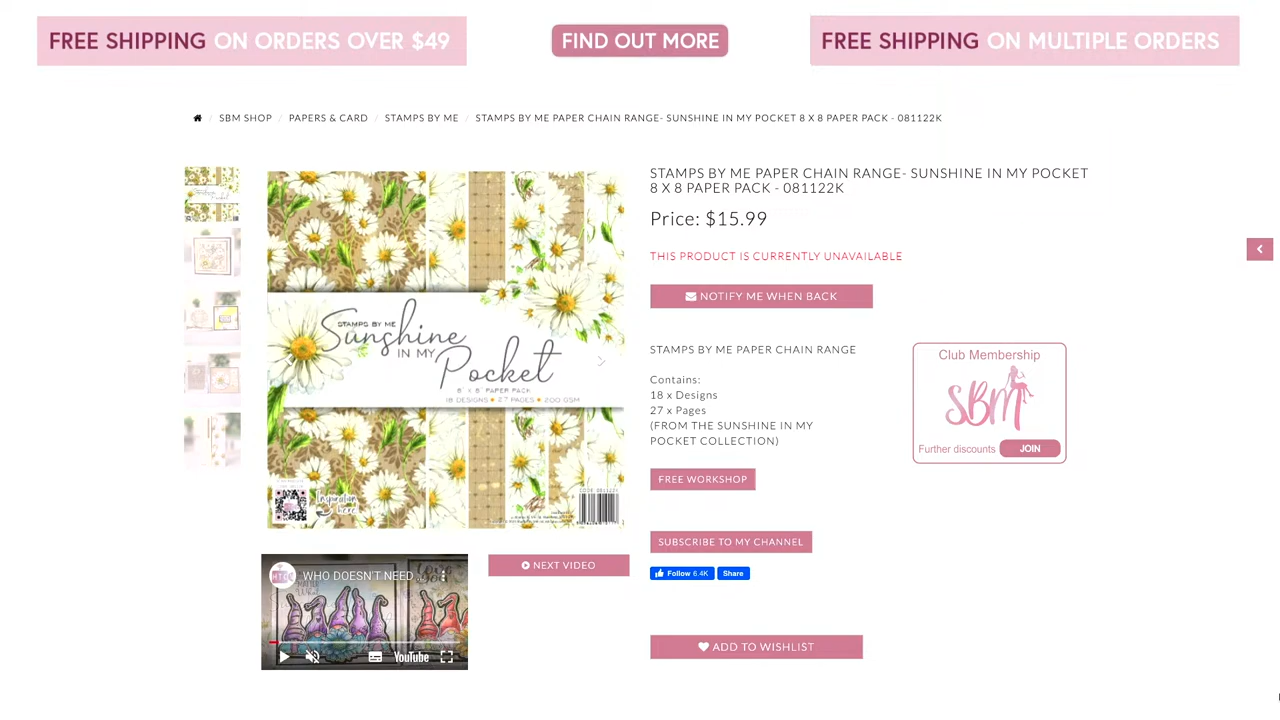 FREE SHIPPING ON ORDERS OVER $49
FIND OUT MORE
FREE SHIPPING ON MULTIPLE ORDERS
SBM SHOP / PAPERS & CARD / STAMPS BY ME / STAMPS BY ME PAPER CHAIN RANGE- SUNSHINE IN MY POCKET 8 X 8 PAPER PACK - 081122K
STAMPS BY ME
Sunshine
IN MY
Pocket
8" X 8" PAPER PACK
18 DESIGNS • 27 PAGES • 200 GSM
Inspiration
here
CODE 081122K
STAMPS BY ME PAPER CHAIN RANGE- SUNSHINE IN MY POCKET
8 X 8 PAPER PACK - 081122K
Price: $15.99
THIS PRODUCT IS CURRENTLY UNAVAILABLE
NOTIFY ME WHEN BACK
STAMPS BY ME PAPER CHAIN RANGE
Contains:
18 x Designs
27 x Pages
(FROM THE SUNSHINE IN MY
POCKET COLLECTION)
Club Membership
SBM
Further discounts JOIN
FREE WORKSHOP
SUBSCRIBE TO MY CHANNEL
Follow 6.4K Share
ADD TO WISHLIST
WHO DOESN'T NEED
YouTube
NEXT VIDEO